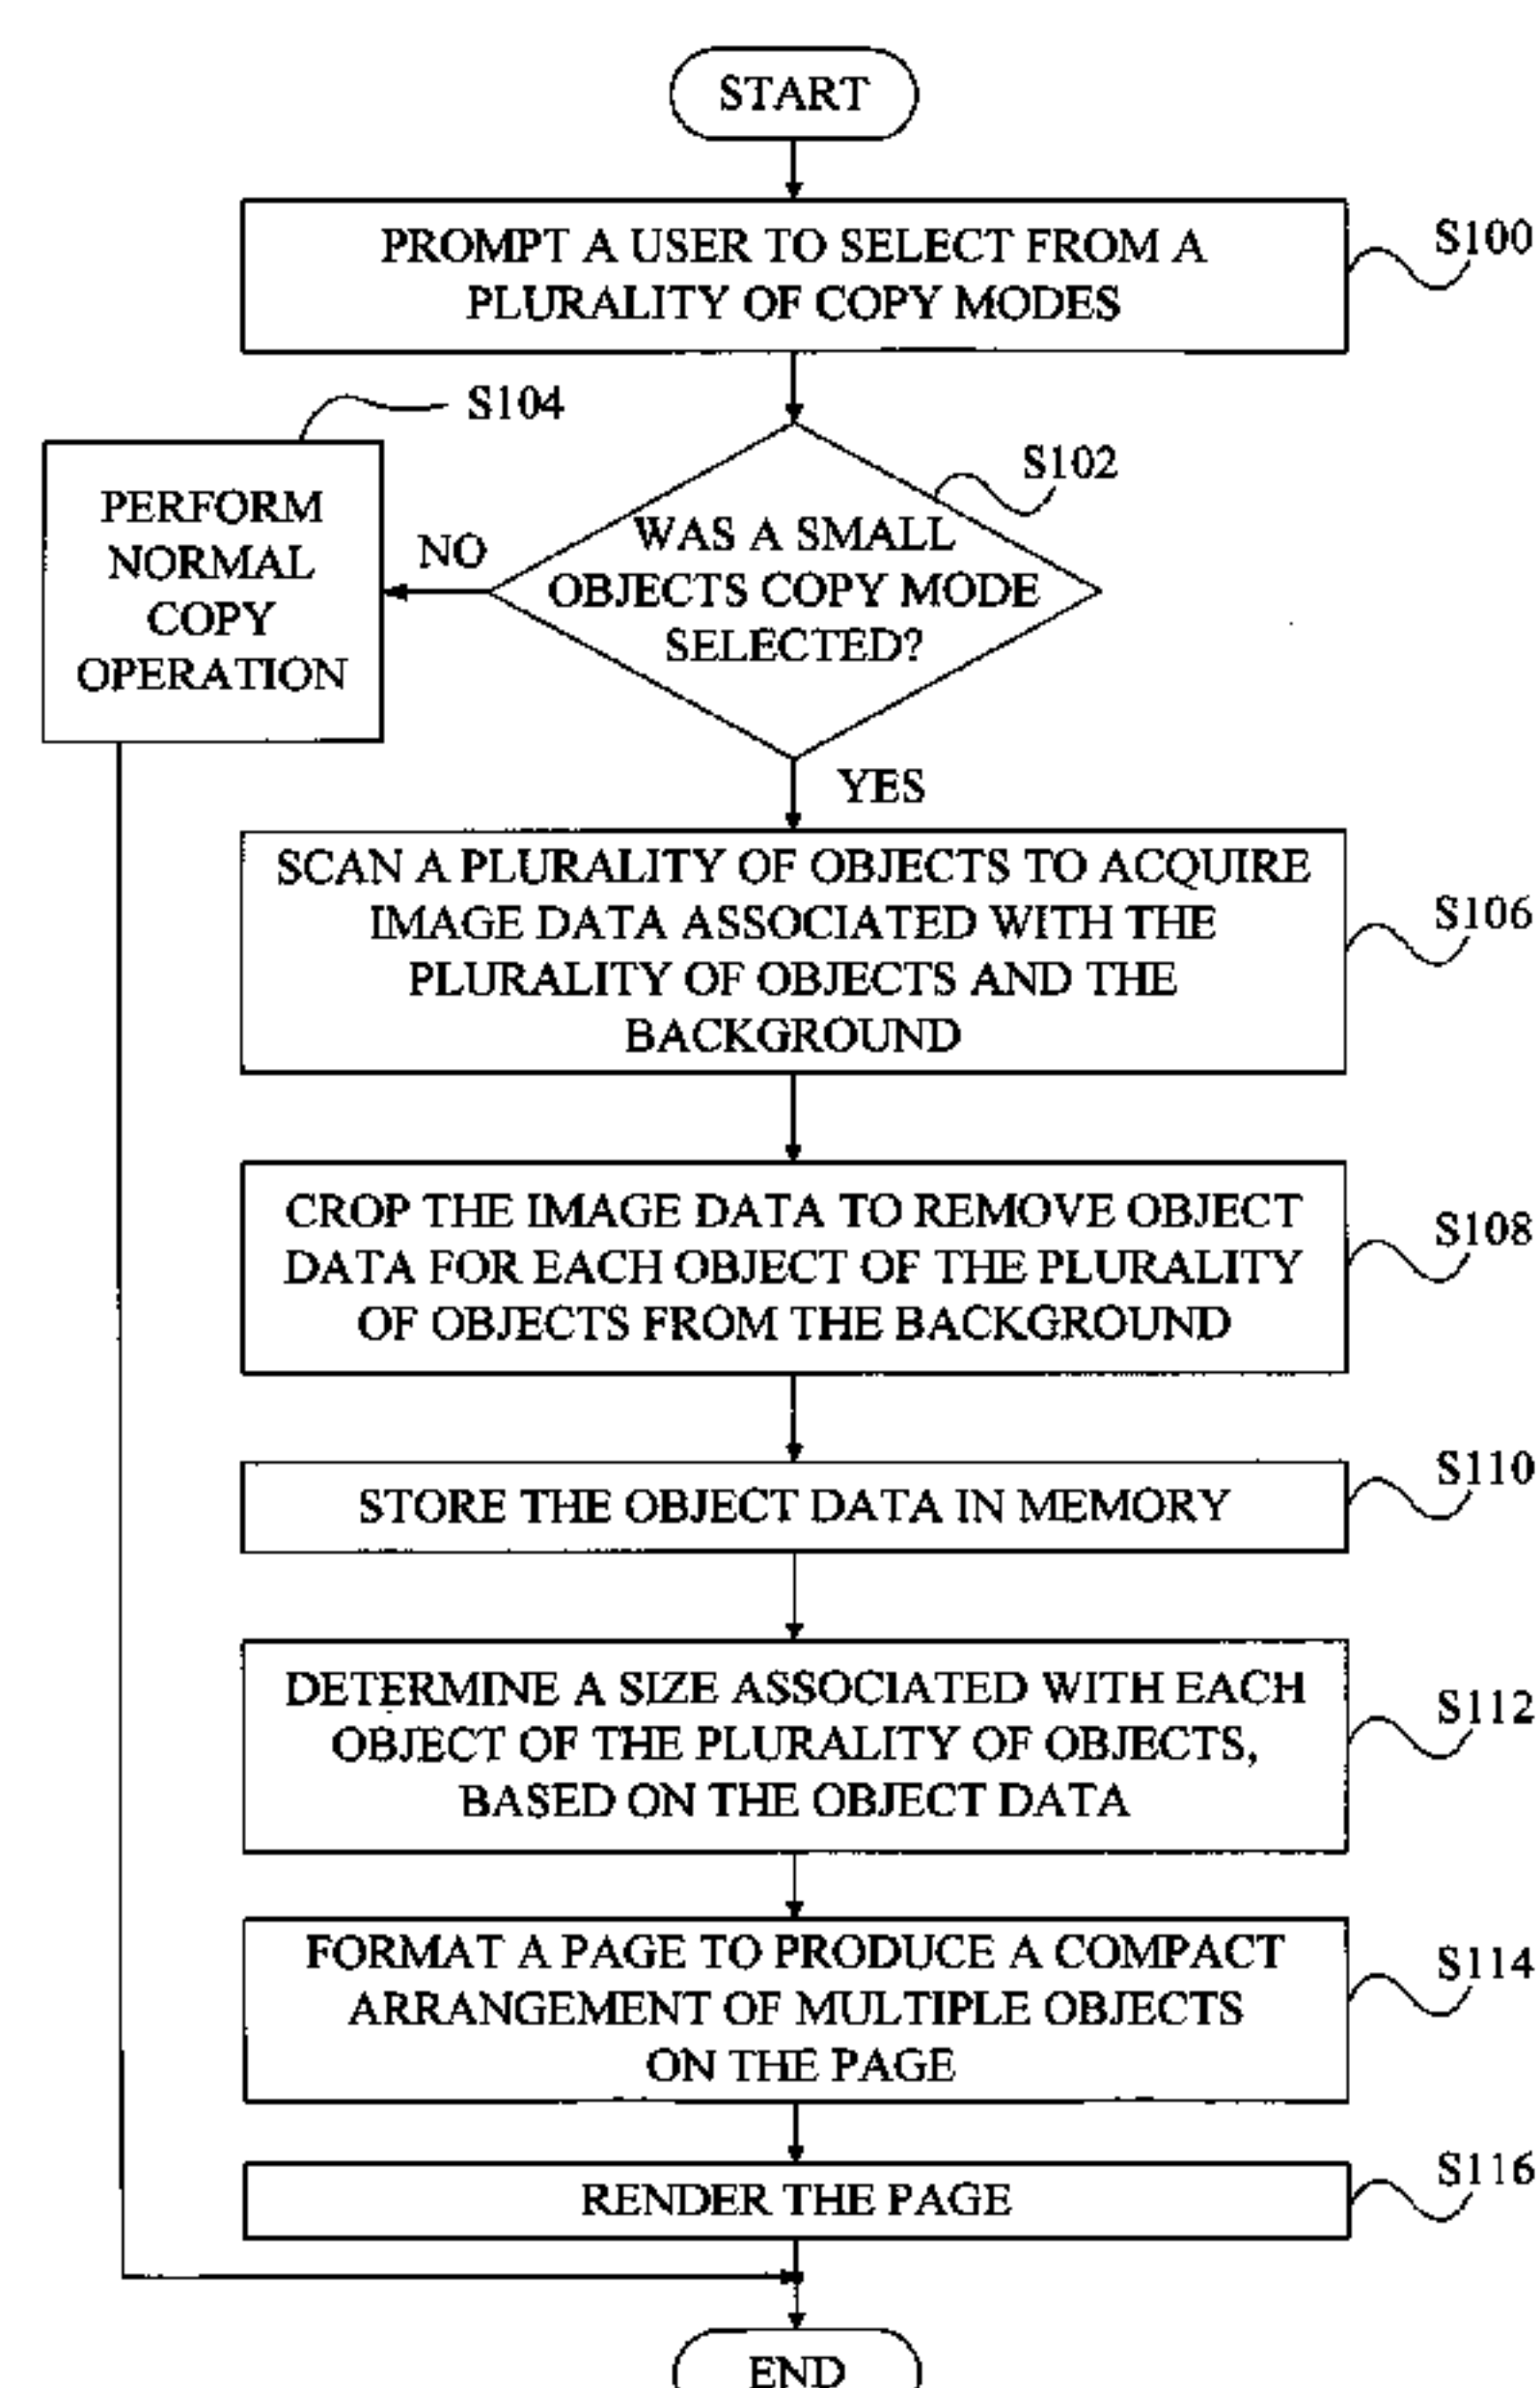 START
PROMPT A USER TO SELECT FROM A
PLURALITY OF COPY MODES
S100
S104
PERFORM
NORMAL
COPY
OPERATION
NO
S102
WAS A SMALL
OBJECTS COPY MODE
SELECTED?
YES
SCAN A PLURALITY OF OBJECTS TO ACQUIRE
IMAGE DATA ASSOCIATED WITH THE
PLURALITY OF OBJECTS AND THE
BACKGROUND
S106
CROP THE IMAGE DATA TO REMOVE OBJECT
DATA FOR EACH OBJECT OF THE PLURALITY
OF OBJECTS FROM THE BACKGROUND
S108
STORE THE OBJECT DATA IN MEMORY
S110
DETERMINE A SIZE ASSOCIATED WITH EACH
OBJECT OF THE PLURALITY OF OBJECTS,
BASED ON THE OBJECT DATA
S112
FORMAT A PAGE TO PRODUCE A COMPACT
ARRANGEMENT OF MULTIPLE OBJECTS
ON THE PAGE
S114
RENDER THE PAGE
S116
END